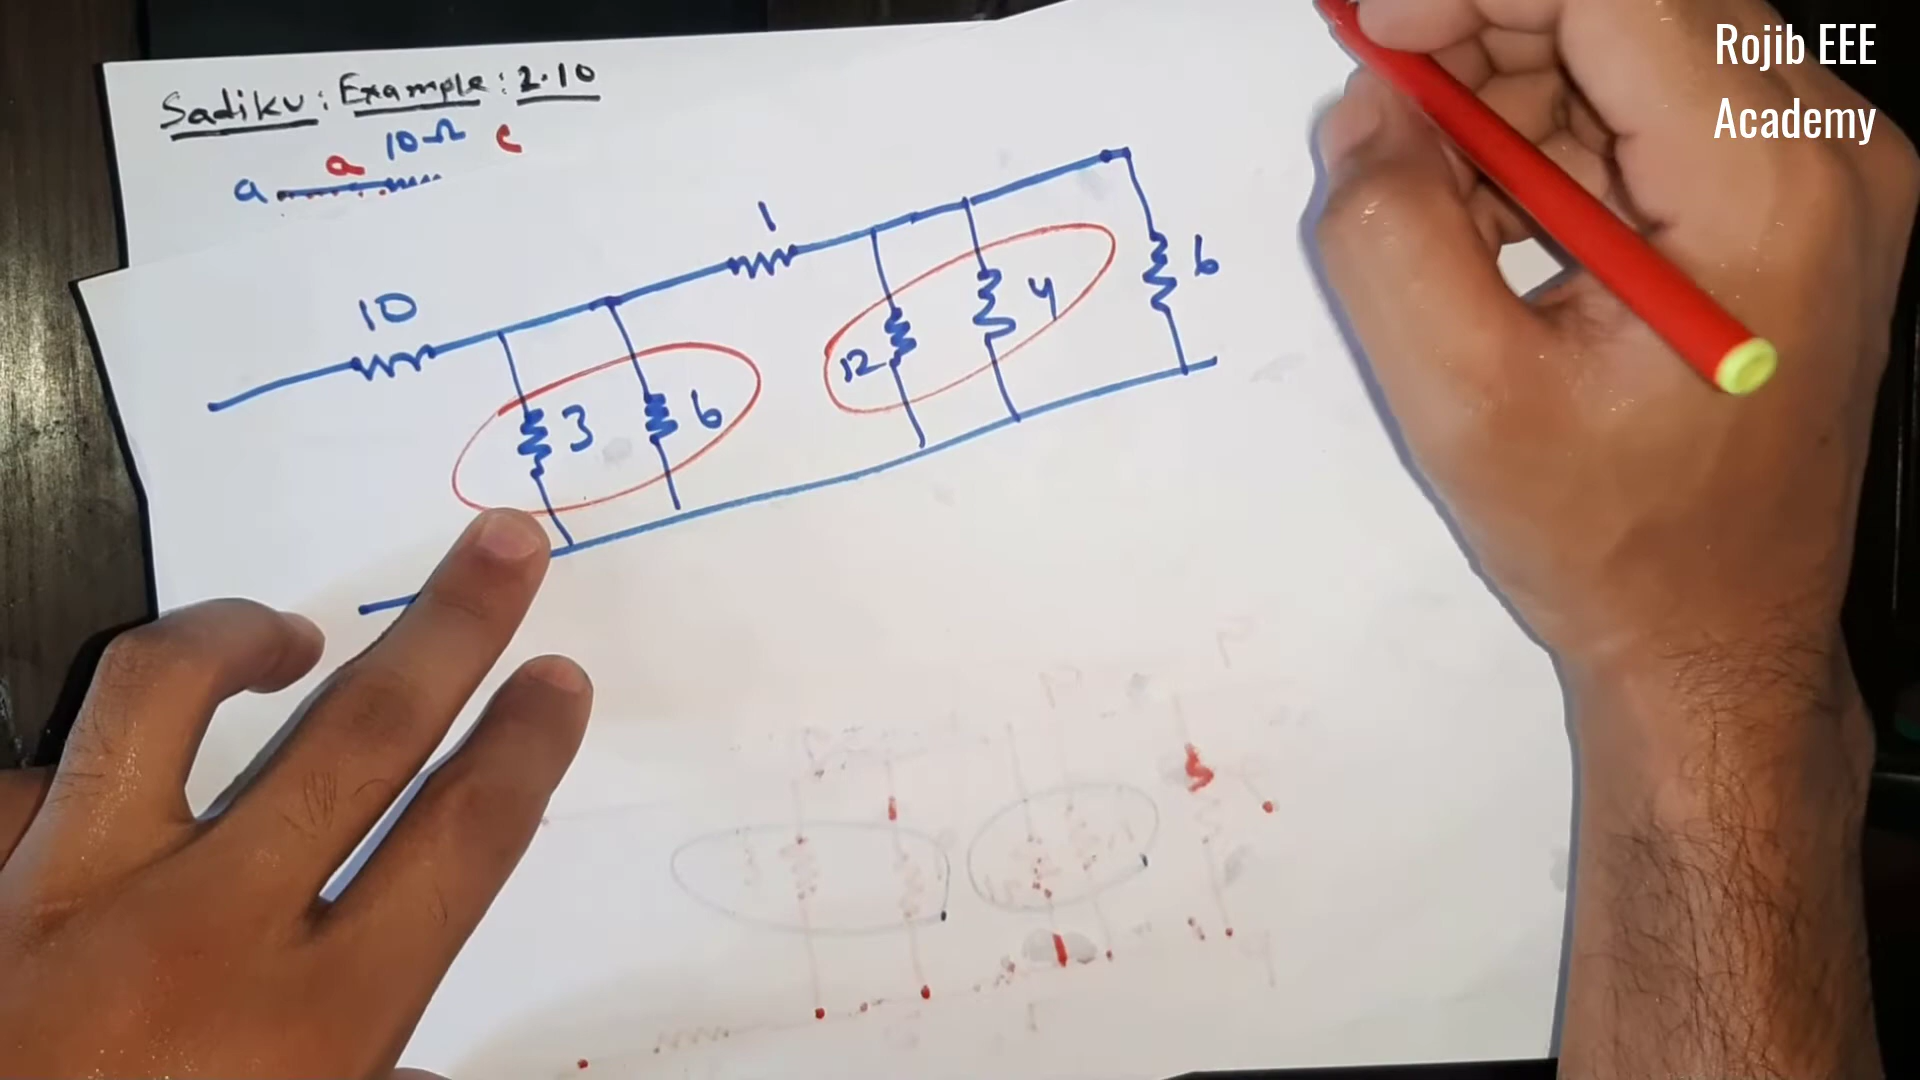 Rojib EEE
Academy
Sadiku : Example : 2.10
10Ω
a
c
a
1
10
6
4
12
3
6